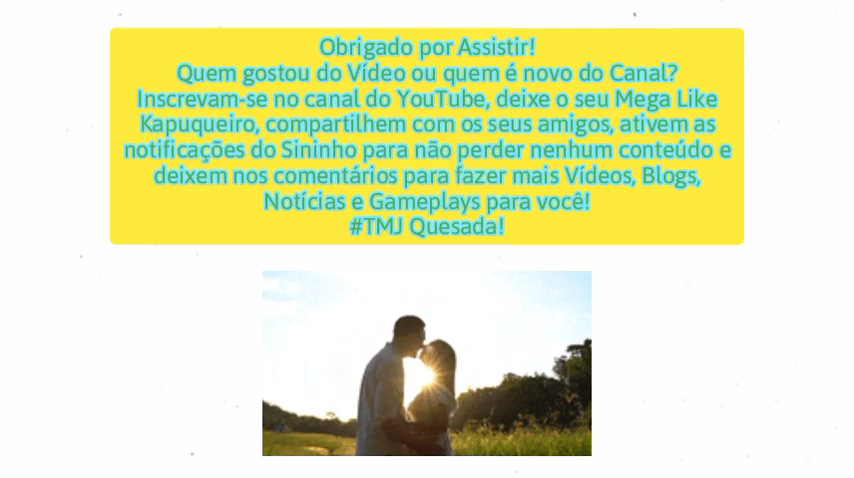 Obrigado por Assistir!
Quem gostou do Vídeo ou quem é novo do Canal?
Inscrevam-se no canal do YouTube, deixe o seu Mega Like
Kapuqueiro, compartilhem com os seus amigos, ativem as
notificações do Sininho para não perder nenhum conteúdo e
deixem nos comentários para fazer mais Vídeos, Blogs,
Notícias e Gameplays para você!
#TMJ Quesada!